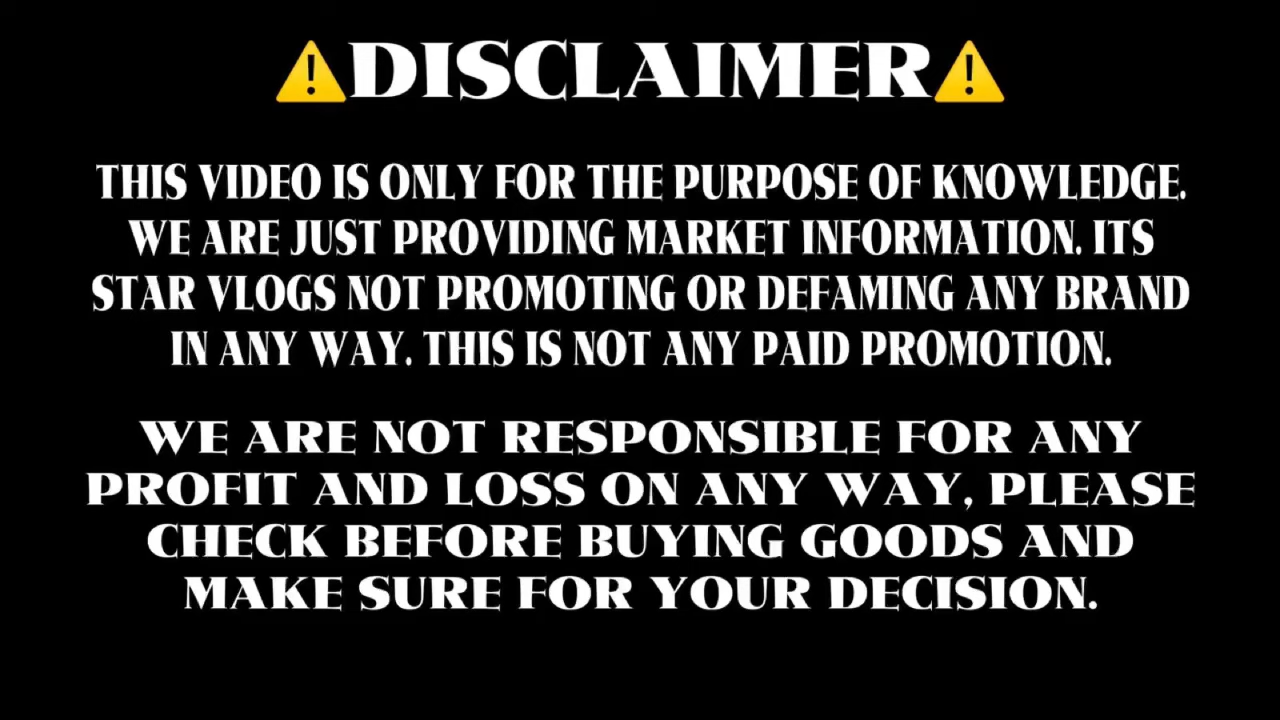 ⚠️DISCLAIMER⚠️
THIS VIDEO IS ONLY FOR THE PURPOSE OF KNOWLEDGE.
WE ARE JUST PROVIDING MARKET INFORMATION. ITS
STAR VLOGS NOT PROMOTING OR DEFAMING ANY BRAND
IN ANY WAY. THIS IS NOT ANY PAID PROMOTION.
WE ARE NOT RESPONSIBLE FOR ANY
PROFIT AND LOSS ON ANY WAY, PLEASE
CHECK BEFORE BUYING GOODS AND
MAKE SURE FOR YOUR DECISION.